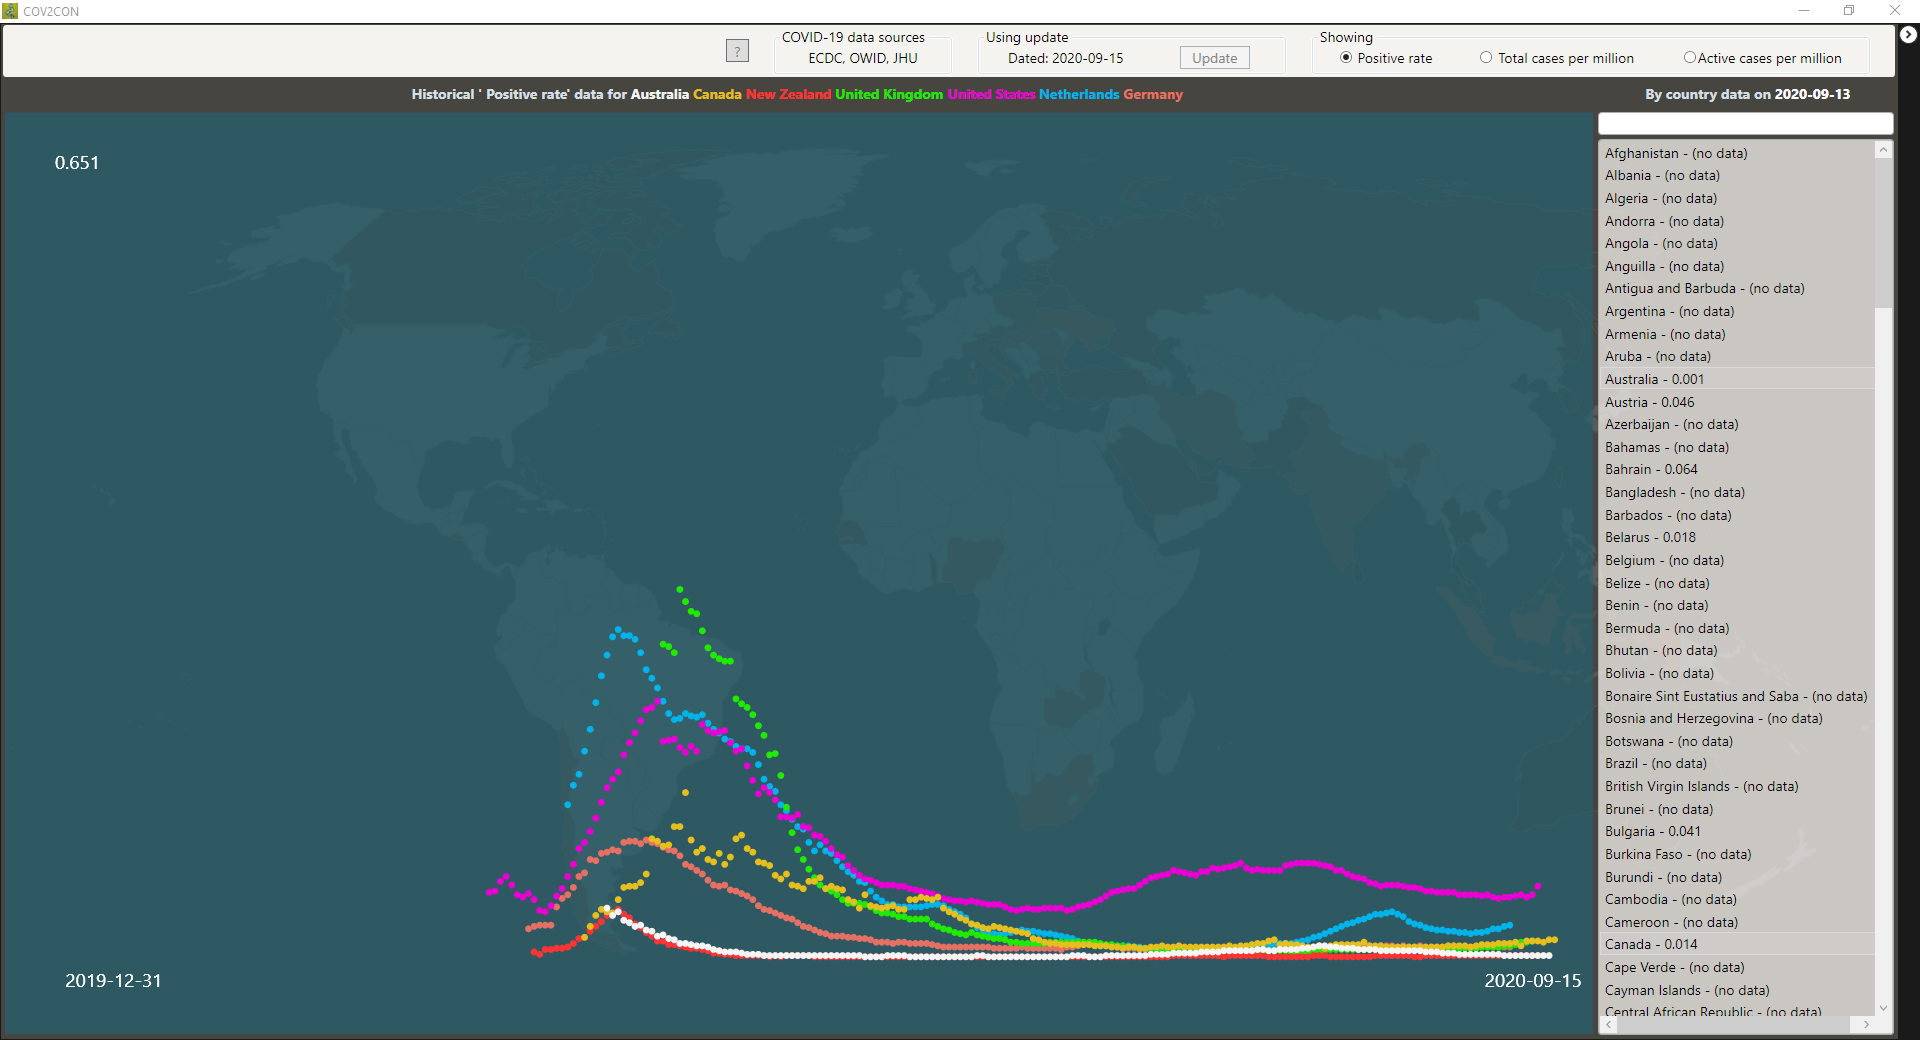 COV2CON
COVID-19 data sources
ECDC, OWID, JHU
Using update
Dated: 2020-09-15
Update
Showing
Positive rate
Total cases per million
Active cases per million
?
Historical ' Positive rate' data for Australia Canada New Zealand United Kingdom United States Netherlands Germany
By country data on 2020-09-13
0.651
2019-12-31
2020-09-15
Afghanistan - (no data)
Albania - (no data)
Algeria - (no data)
Andorra - (no data)
Angola - (no data)
Anguilla - (no data)
Antigua and Barbuda - (no data)
Argentina - (no data)
Armenia - (no data)
Aruba - (no data)
Australia - 0.001
Austria - 0.046
Azerbaijan - (no data)
Bahamas - (no data)
Bahrain - 0.064
Bangladesh - (no data)
Barbados - (no data)
Belarus - 0.018
Belgium - (no data)
Belize - (no data)
Benin - (no data)
Bermuda - (no data)
Bhutan - (no data)
Bolivia - (no data)
Bonaire Sint Eustatius and Saba - (no data)
Bosnia and Herzegovina - (no data)
Botswana - (no data)
Brazil - (no data)
British Virgin Islands - (no data)
Brunei - (no data)
Bulgaria - 0.041
Burkina Faso - (no data)
Burundi - (no data)
Cambodia - (no data)
Cameroon - (no data)
Canada - 0.014
Cape Verde - (no data)
Cayman Islands - (no data)
Central African Republic - (no data)